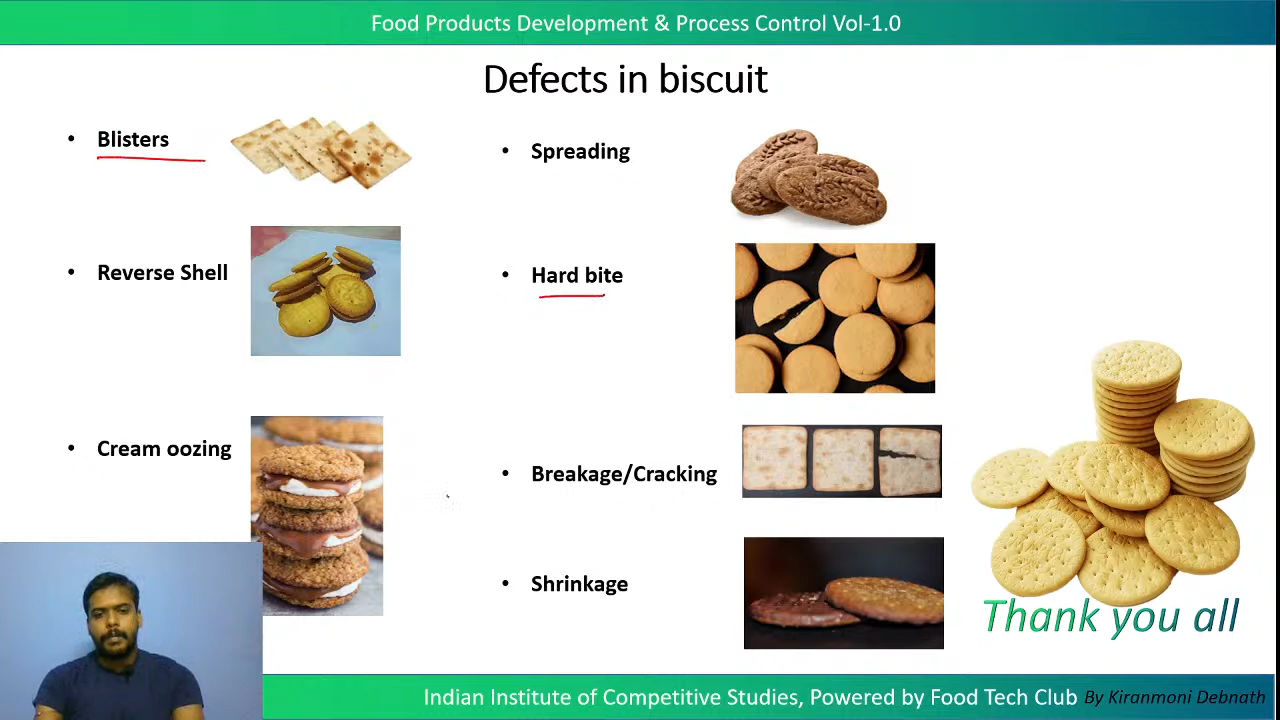 Food Products Development & Process Control Vol-1.0
Defects in biscuit
• Blisters
• Reverse Shell
• Cream oozing
• Spreading
• Hard bite
• Breakage/Cracking
• Shrinkage
Thank you all
Indian Institute of Competitive Studies, Powered by Food Tech Club By Kiranmoni Debnath